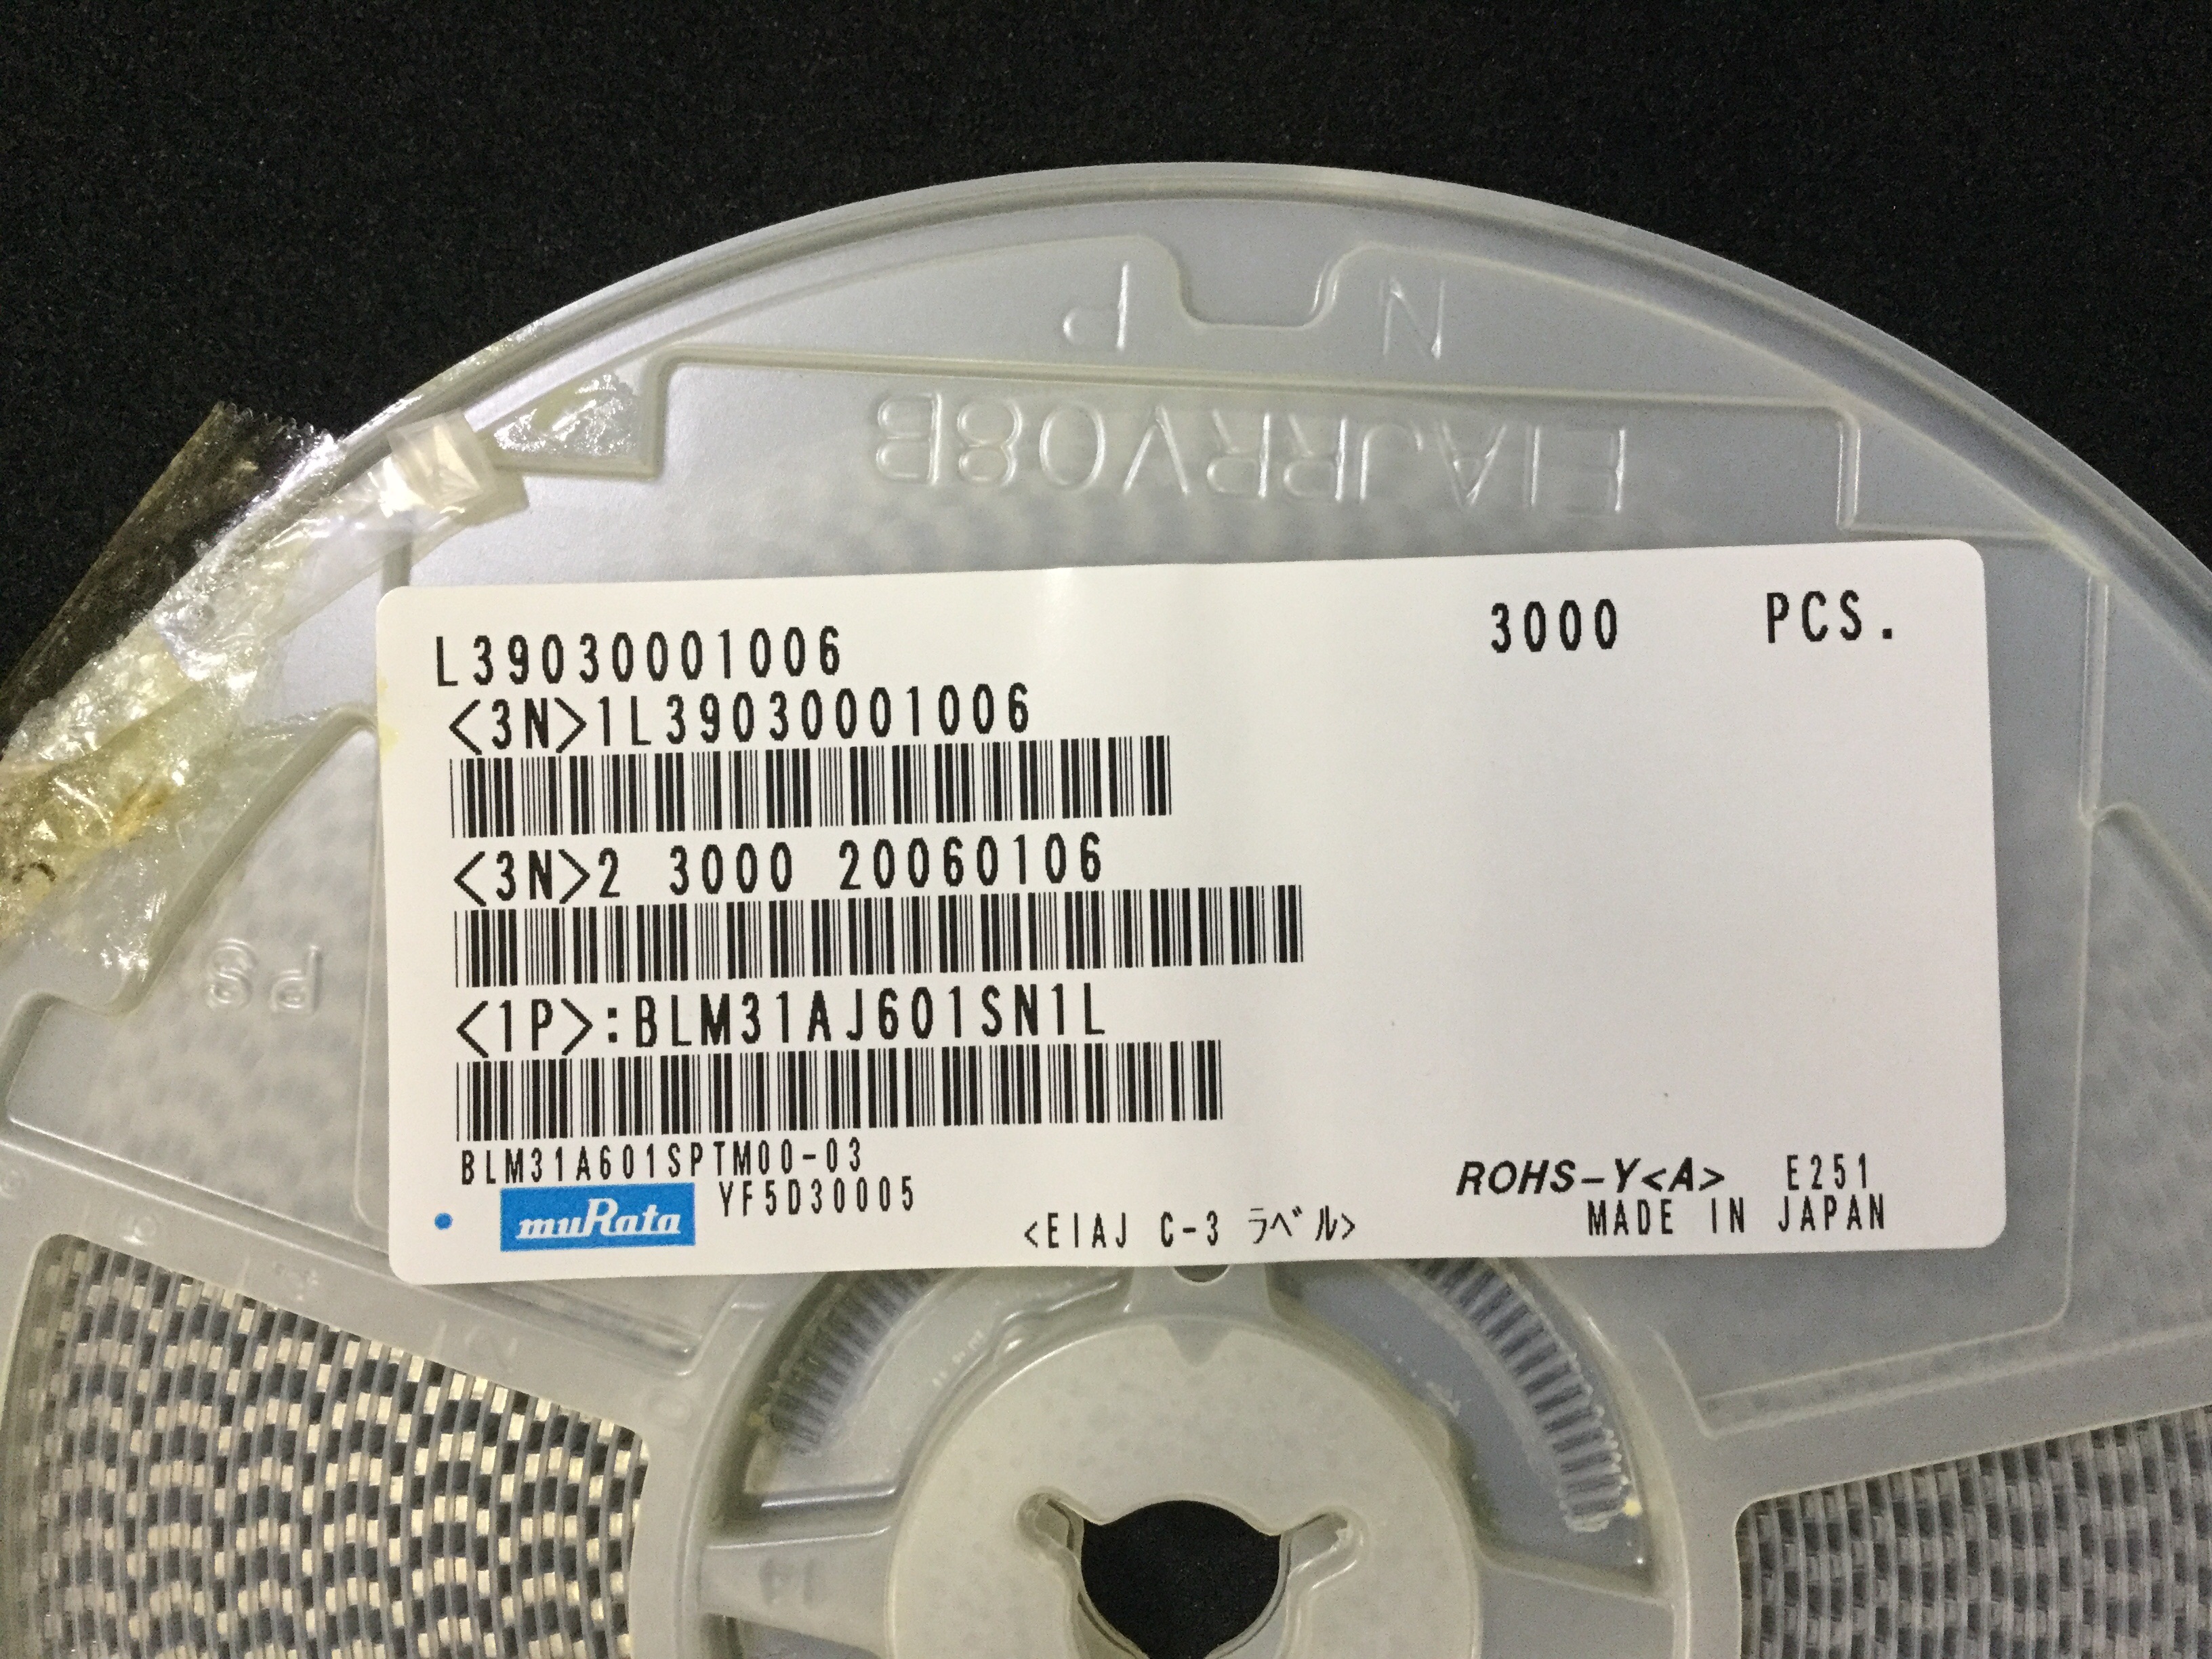 N P
EIAJRRV08B
L39030001006 3000 PCS.
<3N>1L39030001006
<3N>2 3000 20060106
<1P>:BLM31AJ601SN1L
BLM31A601SPTM00-03
muRata YF5D30005
<EIAJ C-3 ラベル>
ROHS-Y<A> E251
MADE IN JAPAN
14